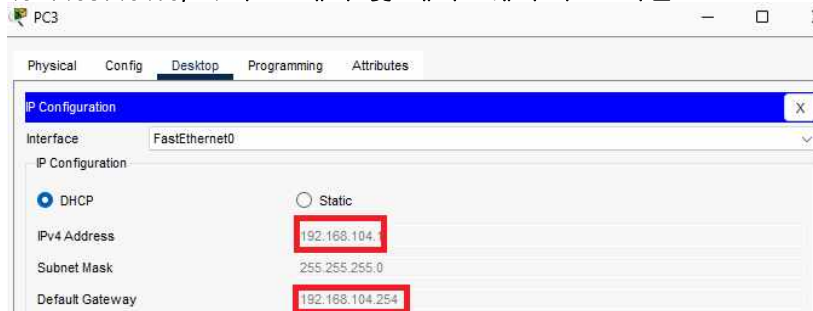 PC3
Physical Config Desktop Programming Attributes
IP Configuration X
Interface FastEthernet0
IP Configuration
DHCP Static
IPv4 Address 192.168.104.1
Subnet Mask 255.255.255.0
Default Gateway 192.168.104.254